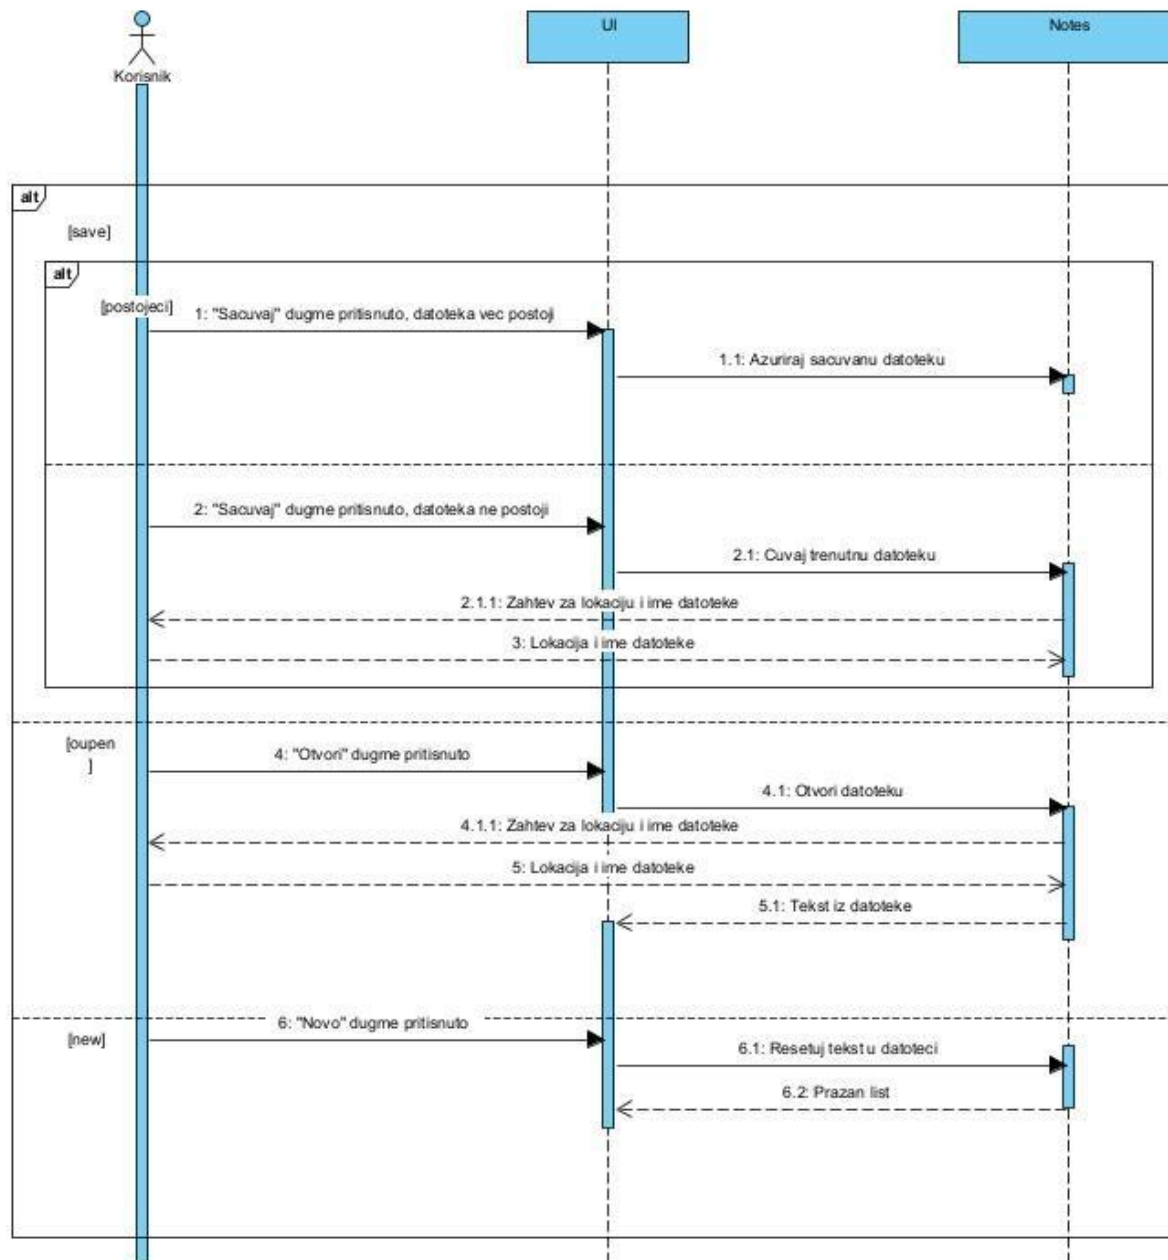 Korisnik
UI
Notes
alt
[save]
alt
[postojeci]
1: "Sacuvaj" dugme pritisnuto, datoteka vec postoji
1.1: Azuriraj sacuvanu datoteku
2: "Sacuvaj" dugme pritisnuto, datoteka ne postoji
2.1: Cuvaj trenutnu datoteku
2.1.1: Zahtev za lokaciju i ime datoteke
3: Lokacija i ime datoteke
[oupen
]
4: "Otvori" dugme pritisnuto
4.1: Otvori datoteku
4.1.1: Zahtev za lokaciju i ime datoteke
5: Lokacija i ime datoteke
5.1: Tekst iz datoteke
6: "Novo" dugme pritisnuto
[new]
6.1: Resetuj tekst u datoteci
6.2: Prazan list